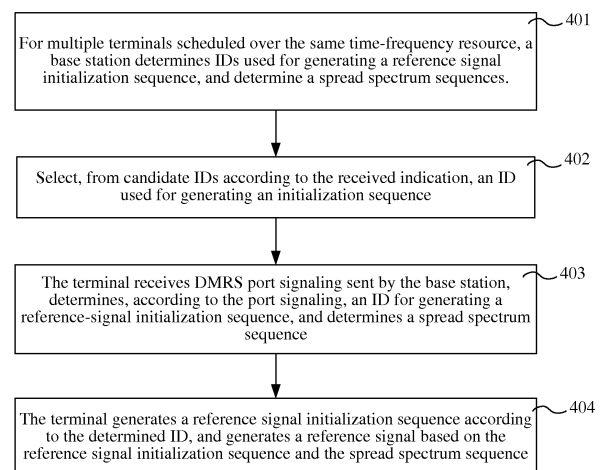 401
For multiple terminals scheduled over the same time-frequency resource, a
base station determines IDs used for generating a reference signal
initialization sequence, and determine a spread spectrum sequences.
402
Select, from candidate IDs according to the received indication, an ID
used for generating an initialization sequence
403
The terminal receives DMRS port signaling sent by the base station,
determines, according to the port signaling, an ID for generating a
reference-signal initialization sequence, and determines a spread spectrum
sequence
404
The terminal generates a reference signal initialization sequence according
to the determined ID, and generates a reference signal based on the
reference signal initialization sequence and the spread spectrum sequence